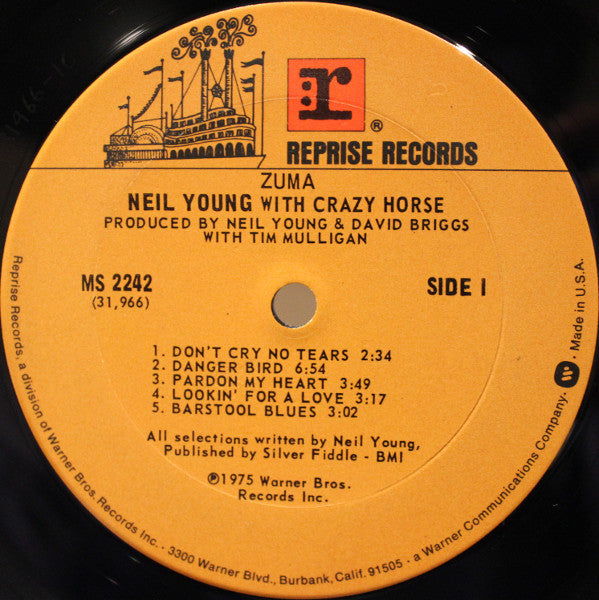 r ®
REPRISE RECORDS
ZUMA
NEIL YOUNG WITH CRAZY HORSE
PRODUCED BY NEIL YOUNG & DAVID BRIGGS
WITH TIM MULLIGAN
MS 2242
(31,966)
SIDE 1
1. DON'T CRY NO TEARS 2:34
2. DANGER BIRD 6:54
3. PARDON MY HEART 3:49
4. LOOKIN' FOR A LOVE 3:17
5. BARSTOOL BLUES 3:02
All selections written by Neil Young,
Published by Silver Fiddle - BMI
℗1975 Warner Bros.
Records Inc.
Reprise Records, a division of Warner Bros. Records Inc. · 3300 Warner Blvd., Burbank, Calif. 91505 · a Warner Communications Company. W · Made in U.S.A.